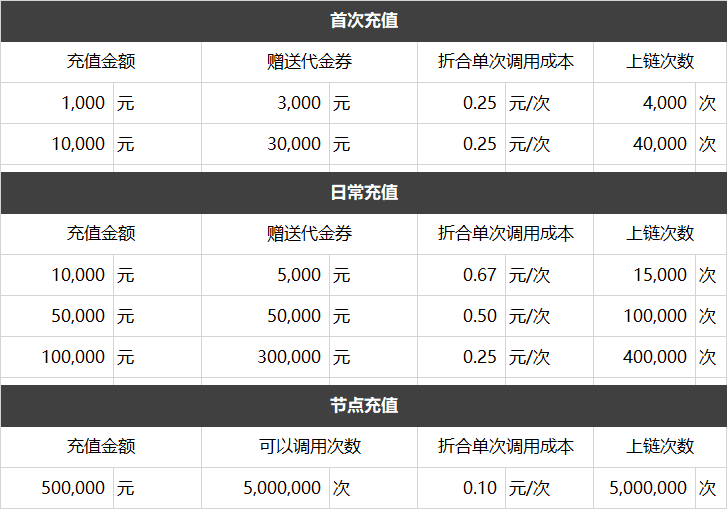 首次充值
充值金额 赠送代金券 折合单次调用成本 上链次数
1,000 元 3,000 元 0.25 元/次 4,000 次
10,000 元 30,000 元 0.25 元/次 40,000 次
日常充值
充值金额 赠送代金券 折合单次调用成本 上链次数
10,000 元 5,000 元 0.67 元/次 15,000 次
50,000 元 50,000 元 0.50 元/次 100,000 次
100,000 元 300,000 元 0.25 元/次 400,000 次
节点充值
充值金额 可以调用次数 折合单次调用成本 上链次数
500,000 元 5,000,000 次 0.10 元/次 5,000,000 次